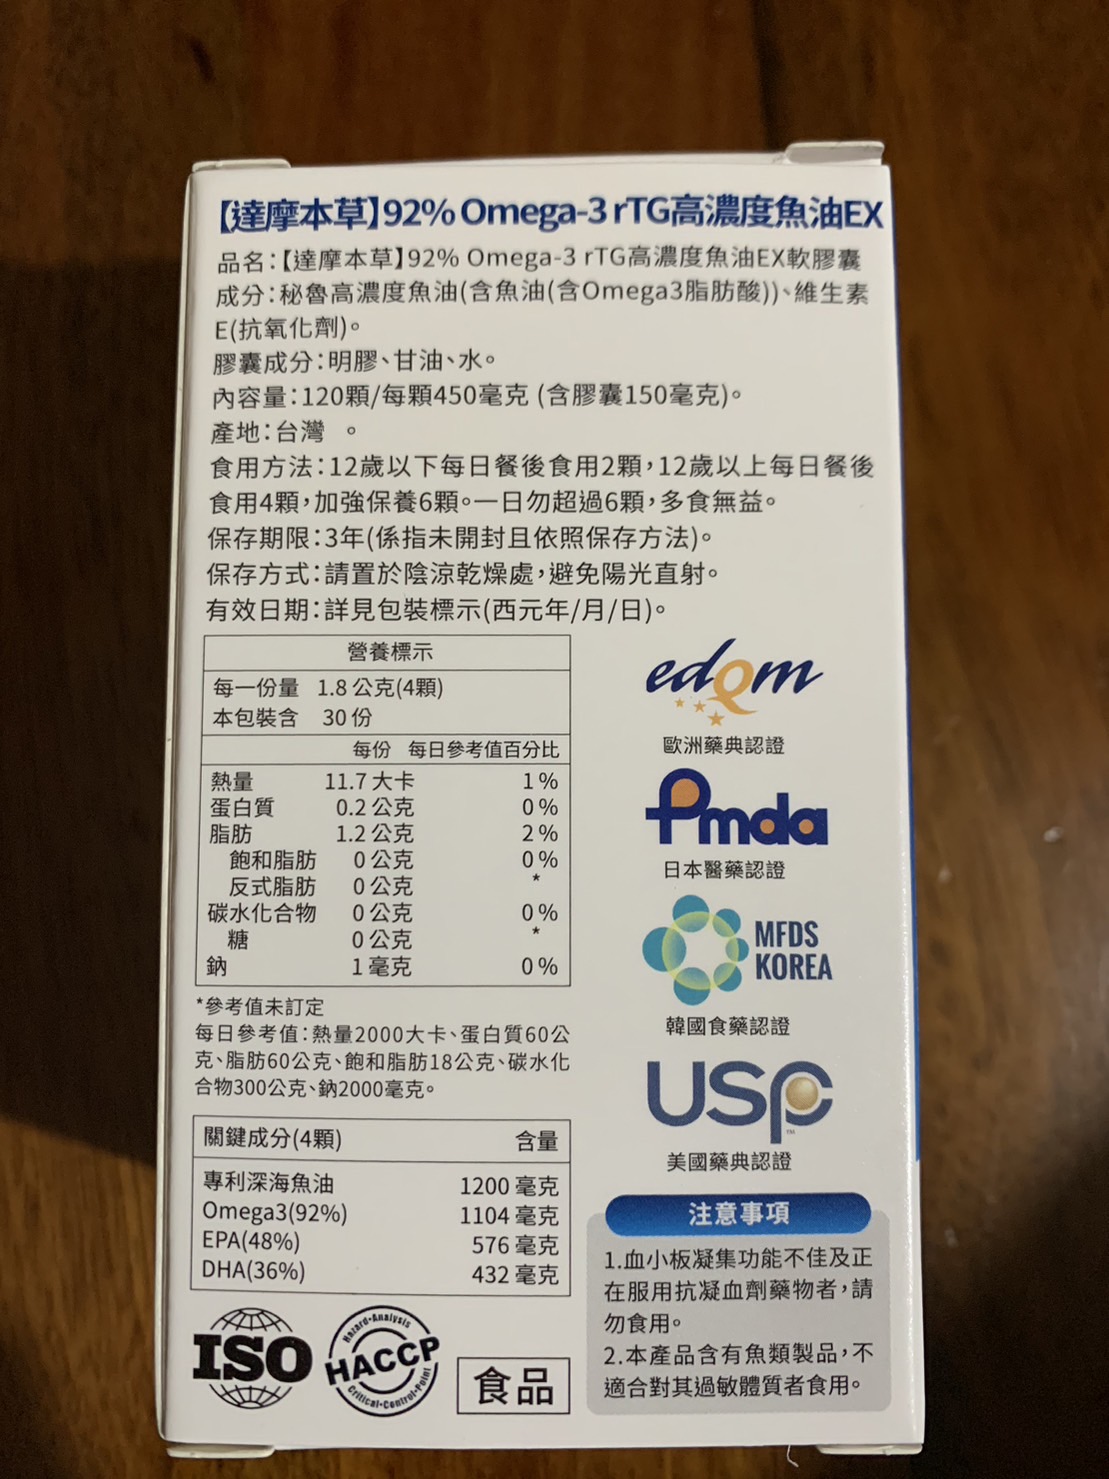 【達摩本草】92% Omega-3 rTG高濃度魚油EX
品名:【達摩本草】92% Omega-3 rTG高濃度魚油EX軟膠囊
成分:秘魯高濃度魚油(含魚油(含Omega3脂肪酸))、維生素
E(抗氧化劑)。
膠囊成分:明膠、甘油、水。
內容量:120顆/每顆450毫克 (含膠囊150毫克)。
產地:台灣 。
食用方法:12歲以下每日餐後食用2顆,12歲以上每日餐後
食用4顆,加強保養6顆。一日勿超過6顆,多食無益。
保存期限:3年(係指未開封且依照保存方法)。
保存方式:請置於陰涼乾燥處,避免陽光直射。
有效日期:詳見包裝標示(西元年/月/日)。
營養標示
每一份量 1.8 公克(4顆)
本包裝含 30 份
每份 每日參考值百分比
熱量 11.7 大卡 1%
蛋白質 0.2 公克 0%
脂肪 1.2 公克 2%
飽和脂肪 0 公克 0%
反式脂肪 0 公克 *
碳水化合物 0 公克 0%
糖 0 公克 *
鈉 1 毫克 0%
*參考值未訂定
每日參考值:熱量2000大卡、蛋白質60公
克、脂肪60公克、飽和脂肪18公克、碳水化
合物300公克、鈉2000毫克。
關鍵成分(4顆) 含量
專利深海魚油 1200 毫克
Omega3(92%) 1104 毫克
EPA(48%) 576 毫克
DHA(36%) 432 毫克
ISO
Hazard-Analysis
HACCP
Critical-Control-Point
食品
edqm
歐洲藥典認證
Pmda
日本醫藥認證
MFDS
KOREA
韓國食藥認證
USP
TM
美國藥典認證
注意事項
1.血小板凝集功能不佳及正
在服用抗凝血劑藥物者,請
勿食用。
2.本產品含有魚類製品,不
適合對其過敏體質者食用。